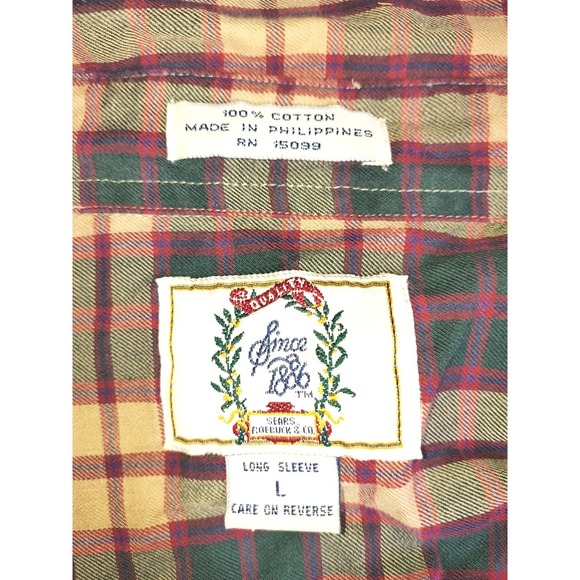 100% COTTON
MADE IN PHILIPPINES
RN 15099
QUALITY
Since
1886 TM
SEARS,
ROEBUCK & CO.
LONG SLEEVE
L
CARE ON REVERSE